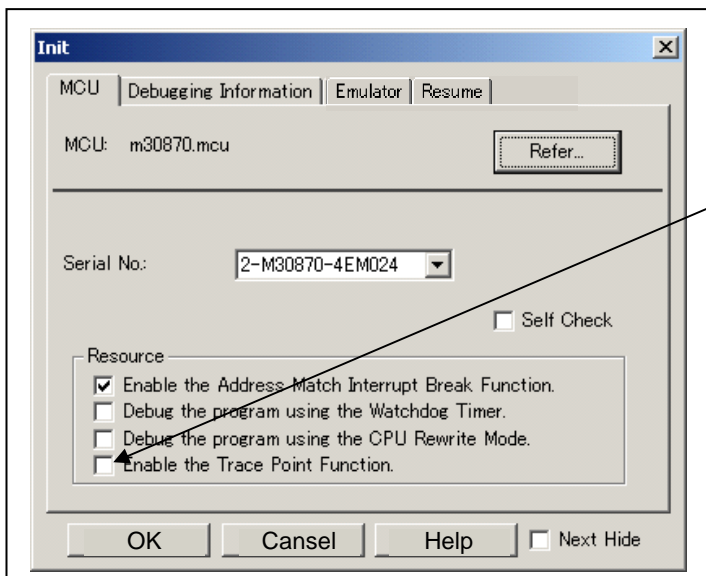 Init
MCU Debugging Information Emulator Resume
MCU: m30870.mcu Refer...
Serial No.: 2-M30870-4EM024
Self Check
Resource
Enable the Address Match Interrupt Break Function.
Debug the program using the Watchdog Timer.
Debug the program using the CPU Rewrite Mode.
Enable the Trace Point Function.
OK Cansel Help Next Hide